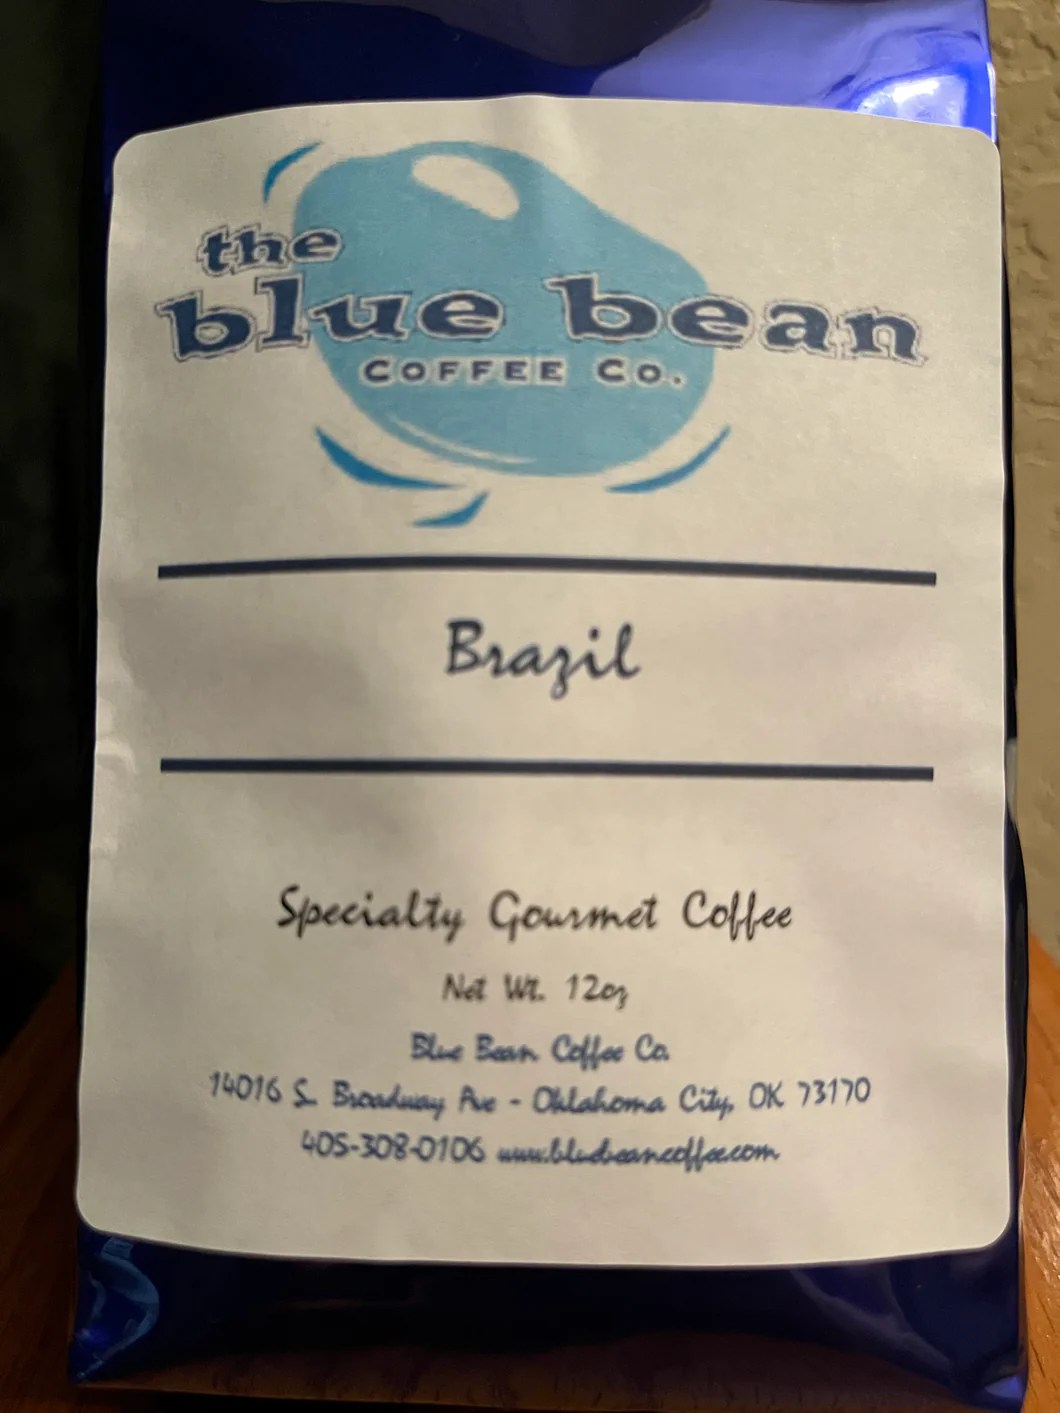 the
blue bean
COFFEE CO.
Brazil
Specialty Gourmet Coffee
Net Wt. 12oz
Blue Bean Coffee Co.
14016 S. Broadway Ave - Oklahoma City, OK 73170
405-308-0106 www.bluebeancoffee.com